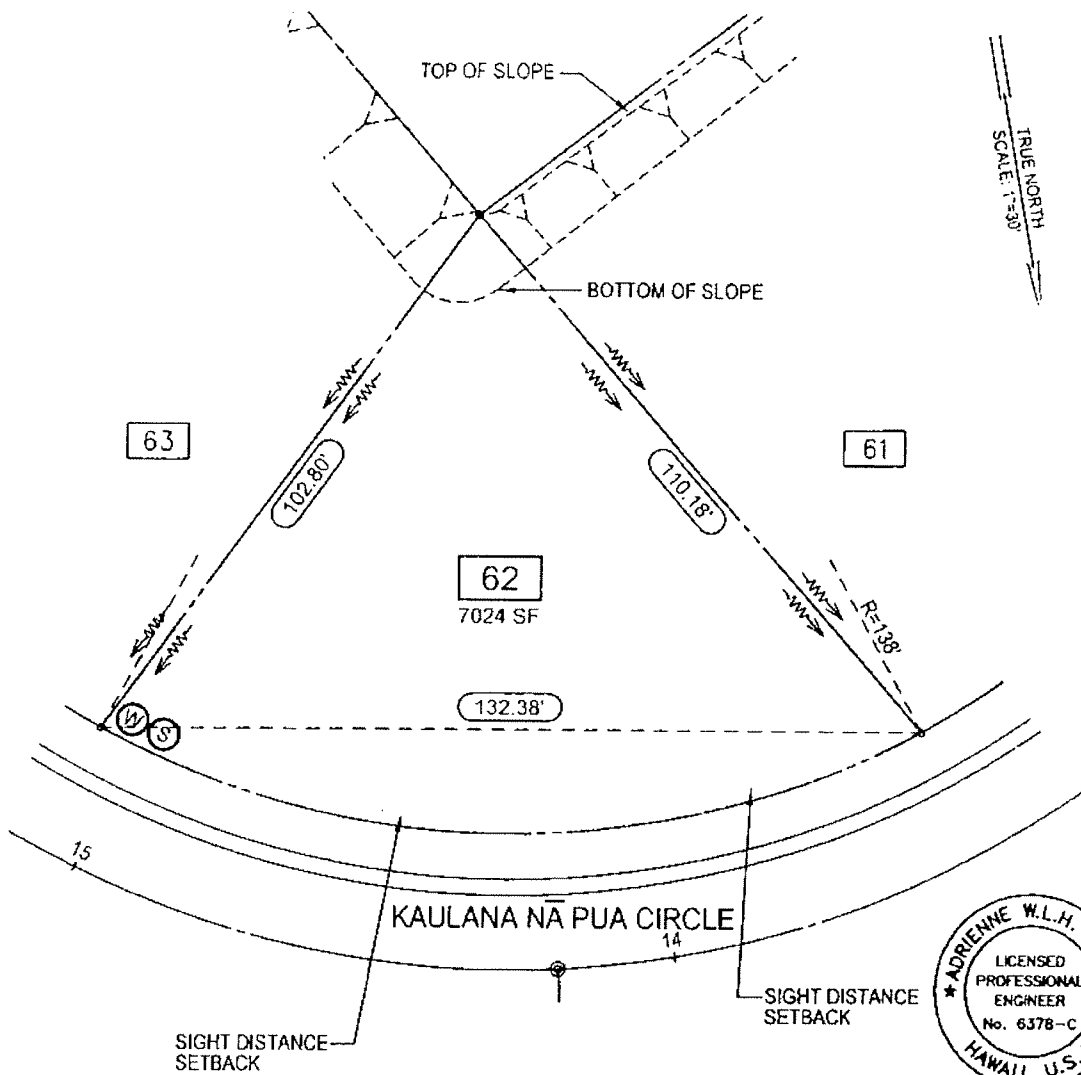 TOP OF SLOPE
TRUE NORTH
SCALE: 1"=30'
BOTTOM OF SLOPE
63
61
102.80'
110.18'
62
7024 SF
R=138'
132.38'
W
S
15
KAULANA NĀ PUA CIRCLE
14
SIGHT DISTANCE
SETBACK
SIGHT DISTANCE
SETBACK
★ ADRIENNE W.L.H.
LICENSED
PROFESSIONAL
ENGINEER
No. 6378-C
HAWAII, U.S.